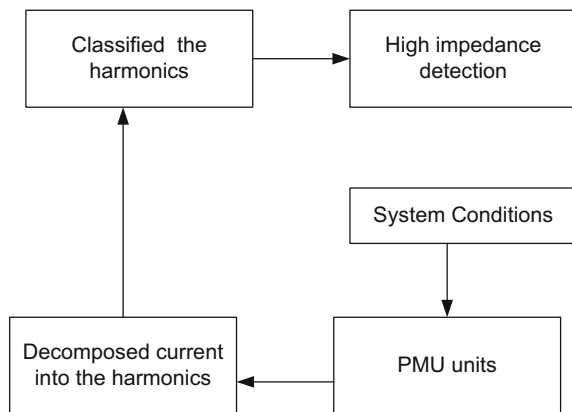 Classified the
harmonics
High impedance
detection
System Conditions
Decomposed current
into the harmonics
PMU units